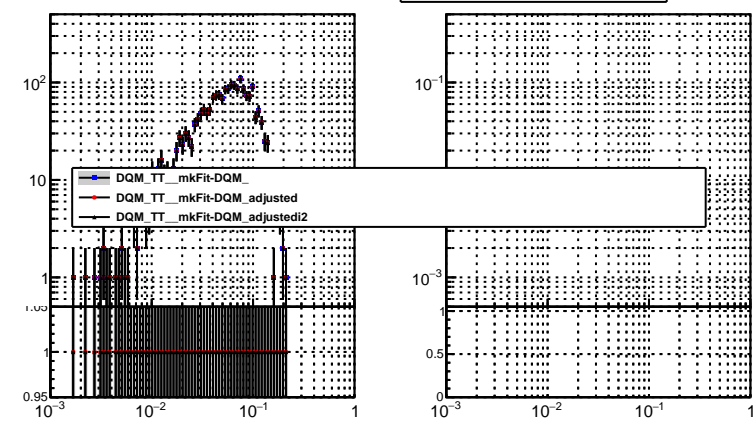 10²
10⁻¹
DQM_TT__mkFit-DQM_
10
DQM_TT__mkFit-DQM_adjusted
DQM_TT__mkFit-DQM_adjustedi2
1
10⁻³
1.05
1
1
0.5
0.95
0
10⁻³ 10⁻² 10⁻¹ 1
10⁻³ 10⁻² 10⁻¹ 1